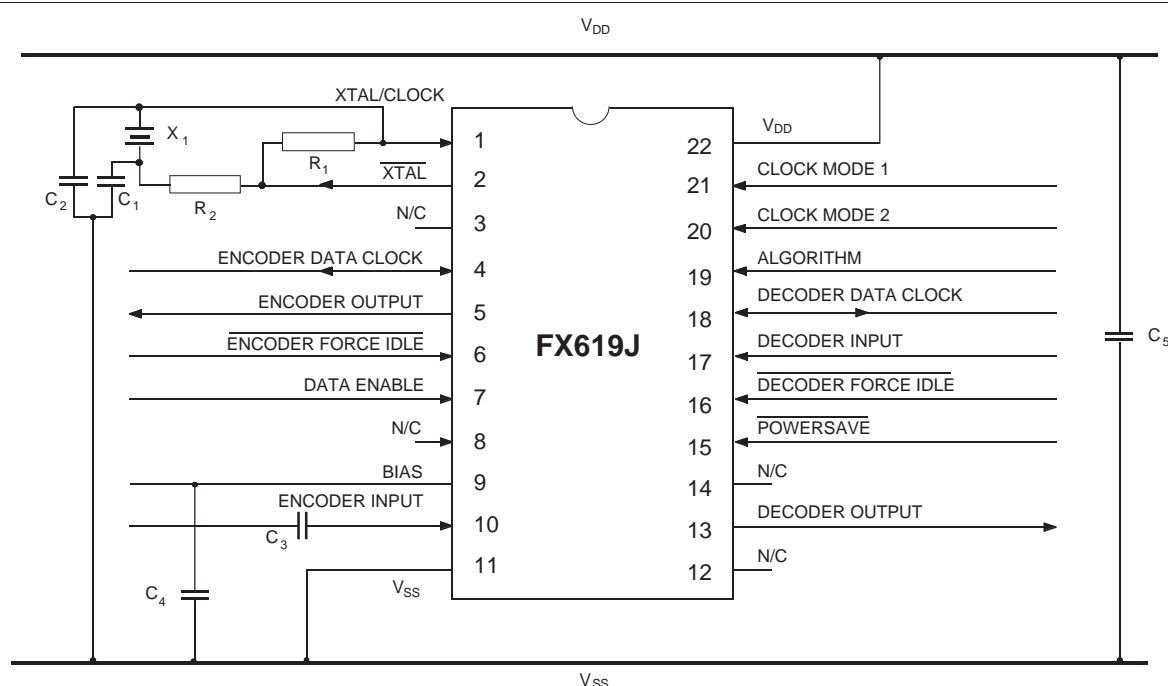 VDD
XTAL/CLOCK
X1
R1
XTAL
C2
C1
R2
N/C
ENCODER DATA CLOCK
ENCODER OUTPUT
ENCODER FORCE IDLE
DATA ENABLE
N/C
BIAS
ENCODER INPUT
C3
VSS
C4
1
2
3
4
5
6
7
8
9
10
11
FX619J
22
21
20
19
18
17
16
15
14
13
12
VDD
CLOCK MODE 1
CLOCK MODE 2
ALGORITHM
DECODER DATA CLOCK
DECODER INPUT
DECODER FORCE IDLE
POWERSAVE
N/C
DECODER OUTPUT
N/C
C5
VSS